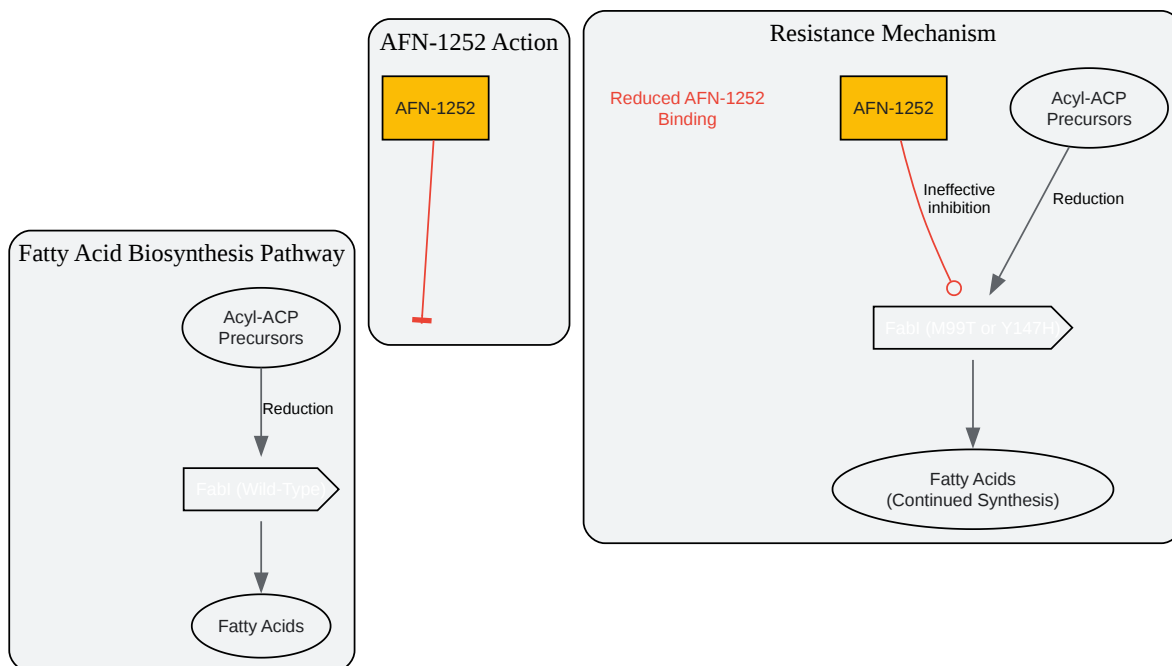 AFN-1252 Action
AFN-1252
Resistance Mechanism
Reduced AFN-1252
Binding
AFN-1252
Acyl-ACP
Precursors
Ineffective
inhibition
Reduction
FabI (M99T or Y147H)
Fatty Acids
(Continued Synthesis)
Fatty Acid Biosynthesis Pathway
Acyl-ACP
Precursors
Reduction
FabI (Wild-Type)
Fatty Acids